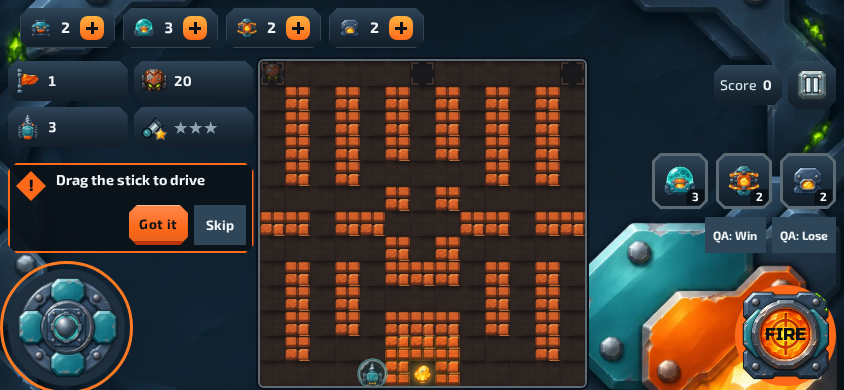 2 + 3 + 2 + 2 +
1
20
Score 0
3
! Drag the stick to drive
Got it Skip
3 2 2
QA: Win QA: Lose
FIRE